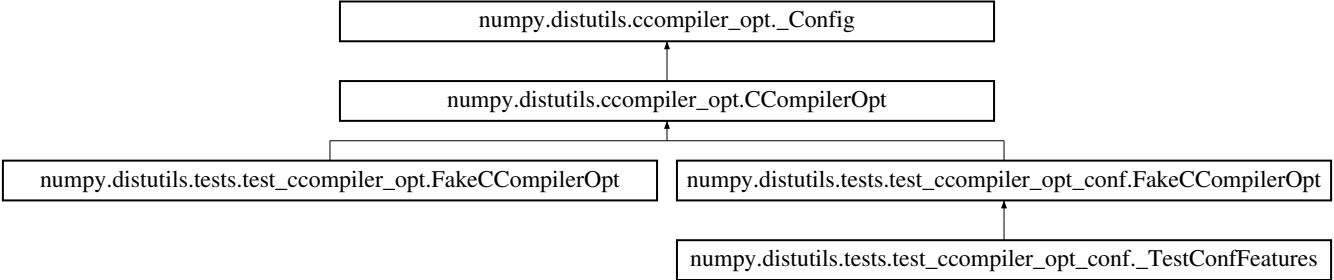 numpy.distutils.ccompiler_opt._Config
numpy.distutils.ccompiler_opt.CCompilerOpt
numpy.distutils.tests.test_ccompiler_opt.FakeCCompilerOpt
numpy.distutils.tests.test_ccompiler_opt_conf.FakeCCompilerOpt
numpy.distutils.tests.test_ccompiler_opt_conf._TestConfFeatures